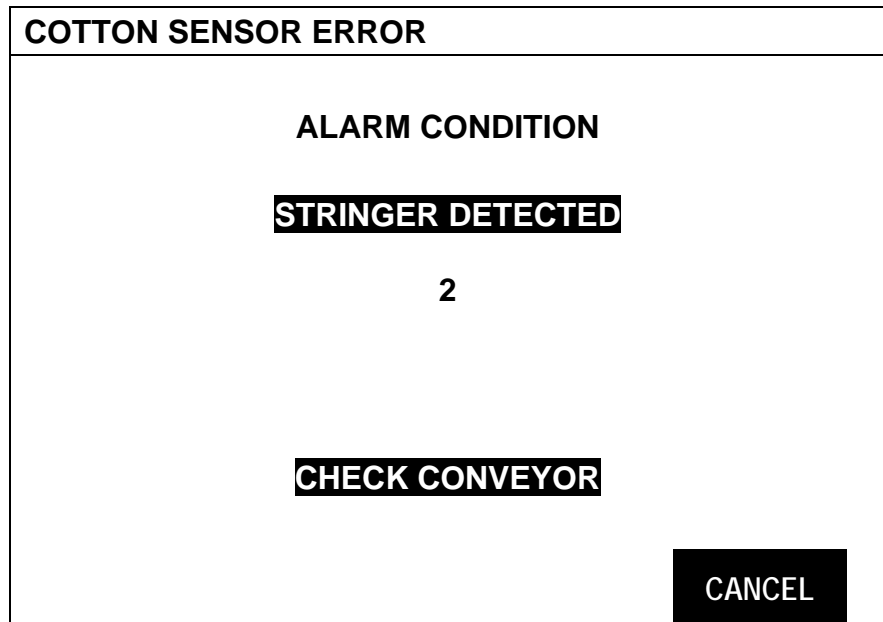 COTTON SENSOR ERROR
ALARM CONDITION
STRINGER DETECTED
2
CHECK CONVEYOR
CANCEL